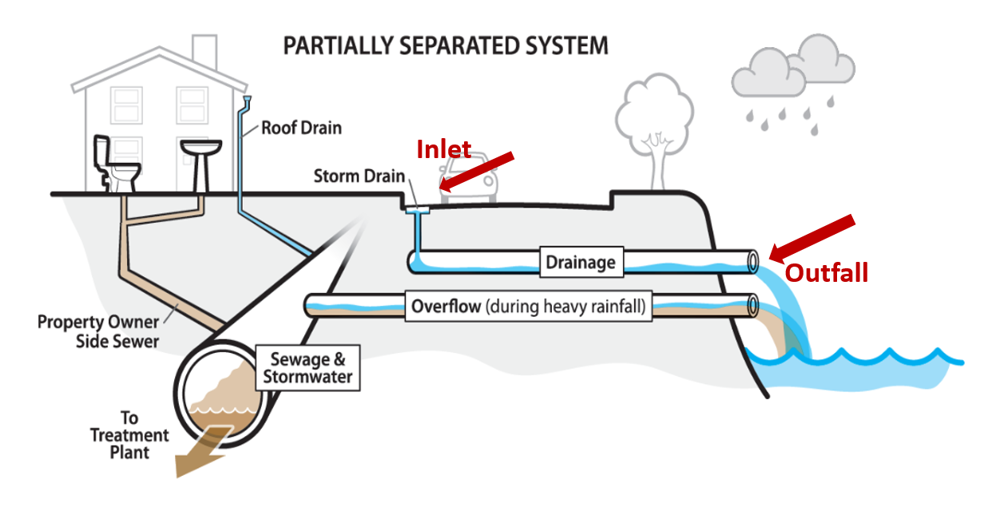 PARTIALLY SEPARATED SYSTEM
Roof Drain
Inlet
Storm Drain
Drainage
Outfall
Overflow (during heavy rainfall)
Property Owner
Side Sewer
Sewage &
Stormwater
To
Treatment
Plant